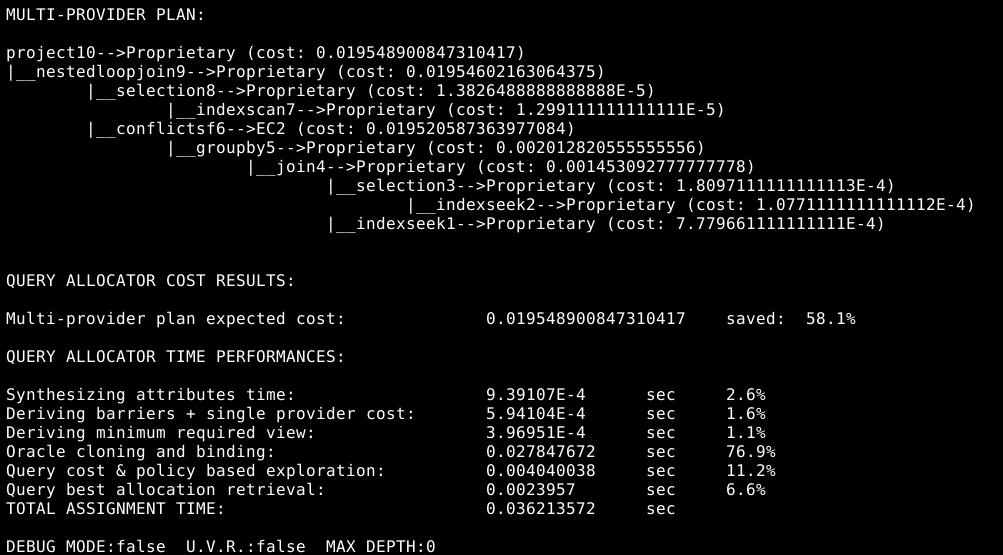 MULTI-PROVIDER PLAN:
project10-->Proprietary (cost: 0.019548900847310417)
|__nestedloopjoin9-->Proprietary (cost: 0.01954602163064375)
|__selection8-->Proprietary (cost: 1.3826488888888888E-5)
|__indexscan7-->Proprietary (cost: 1.299111111111111E-5)
|__conflictsf6-->EC2 (cost: 0.019520587363977084)
|__groupby5-->Proprietary (cost: 0.002012820555555556)
|__join4-->Proprietary (cost: 0.001453092777777778)
|__selection3-->Proprietary (cost: 1.8097111111111113E-4)
|__indexseek2-->Proprietary (cost: 1.0771111111111112E-4)
|__indexseek1-->Proprietary (cost: 7.779661111111111E-4)
QUERY ALLOCATOR COST RESULTS:
Multi-provider plan expected cost: 0.019548900847310417 saved: 58.1%
QUERY ALLOCATOR TIME PERFORMANCES:
Synthesizing attributes time: 9.39107E-4 sec 2.6%
Deriving barriers + single provider cost: 5.94104E-4 sec 1.6%
Deriving minimum required view: 3.96951E-4 sec 1.1%
Oracle cloning and binding: 0.027847672 sec 76.9%
Query cost & policy based exploration: 0.004040038 sec 11.2%
Query best allocation retrieval: 0.0023957 sec 6.6%
TOTAL ASSIGNMENT TIME: 0.036213572 sec
DEBUG MODE:false U.V.R.:false MAX DEPTH:0